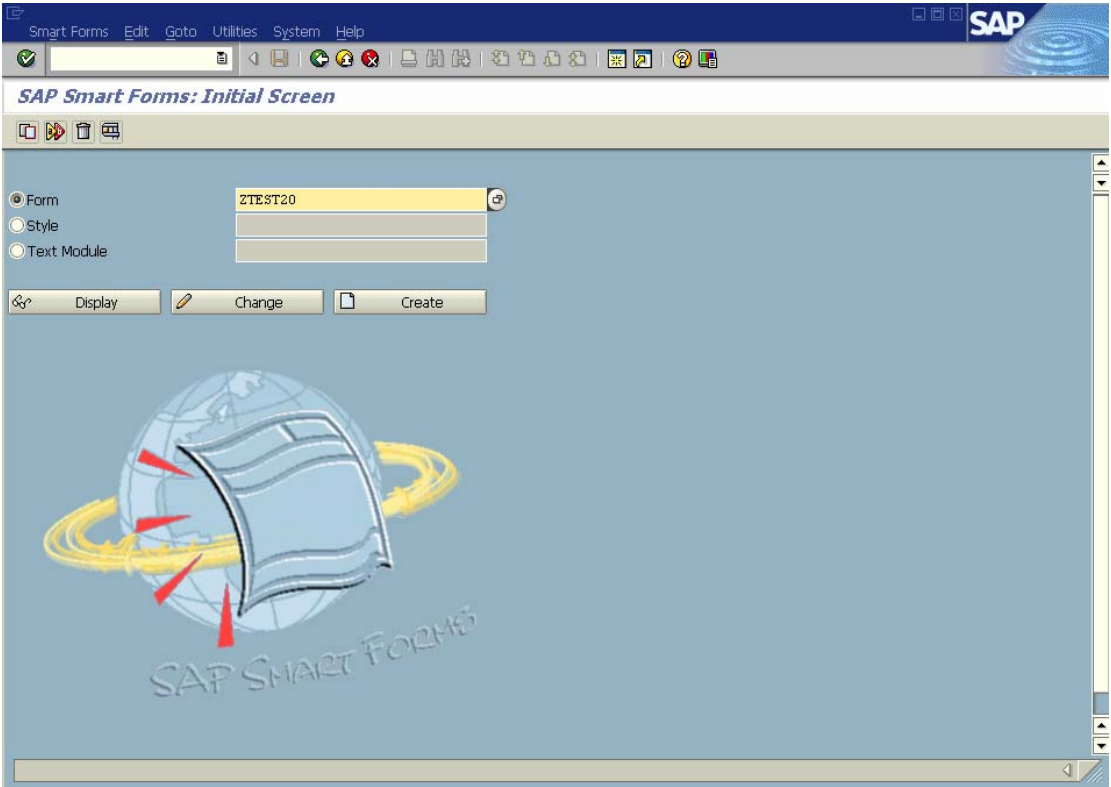 Smart Forms Edit Goto Utilities System Help
SAP
SAP Smart Forms: Initial Screen
Form ZTEST20
Style
Text Module
Display Change Create
SAP SMART FORMS